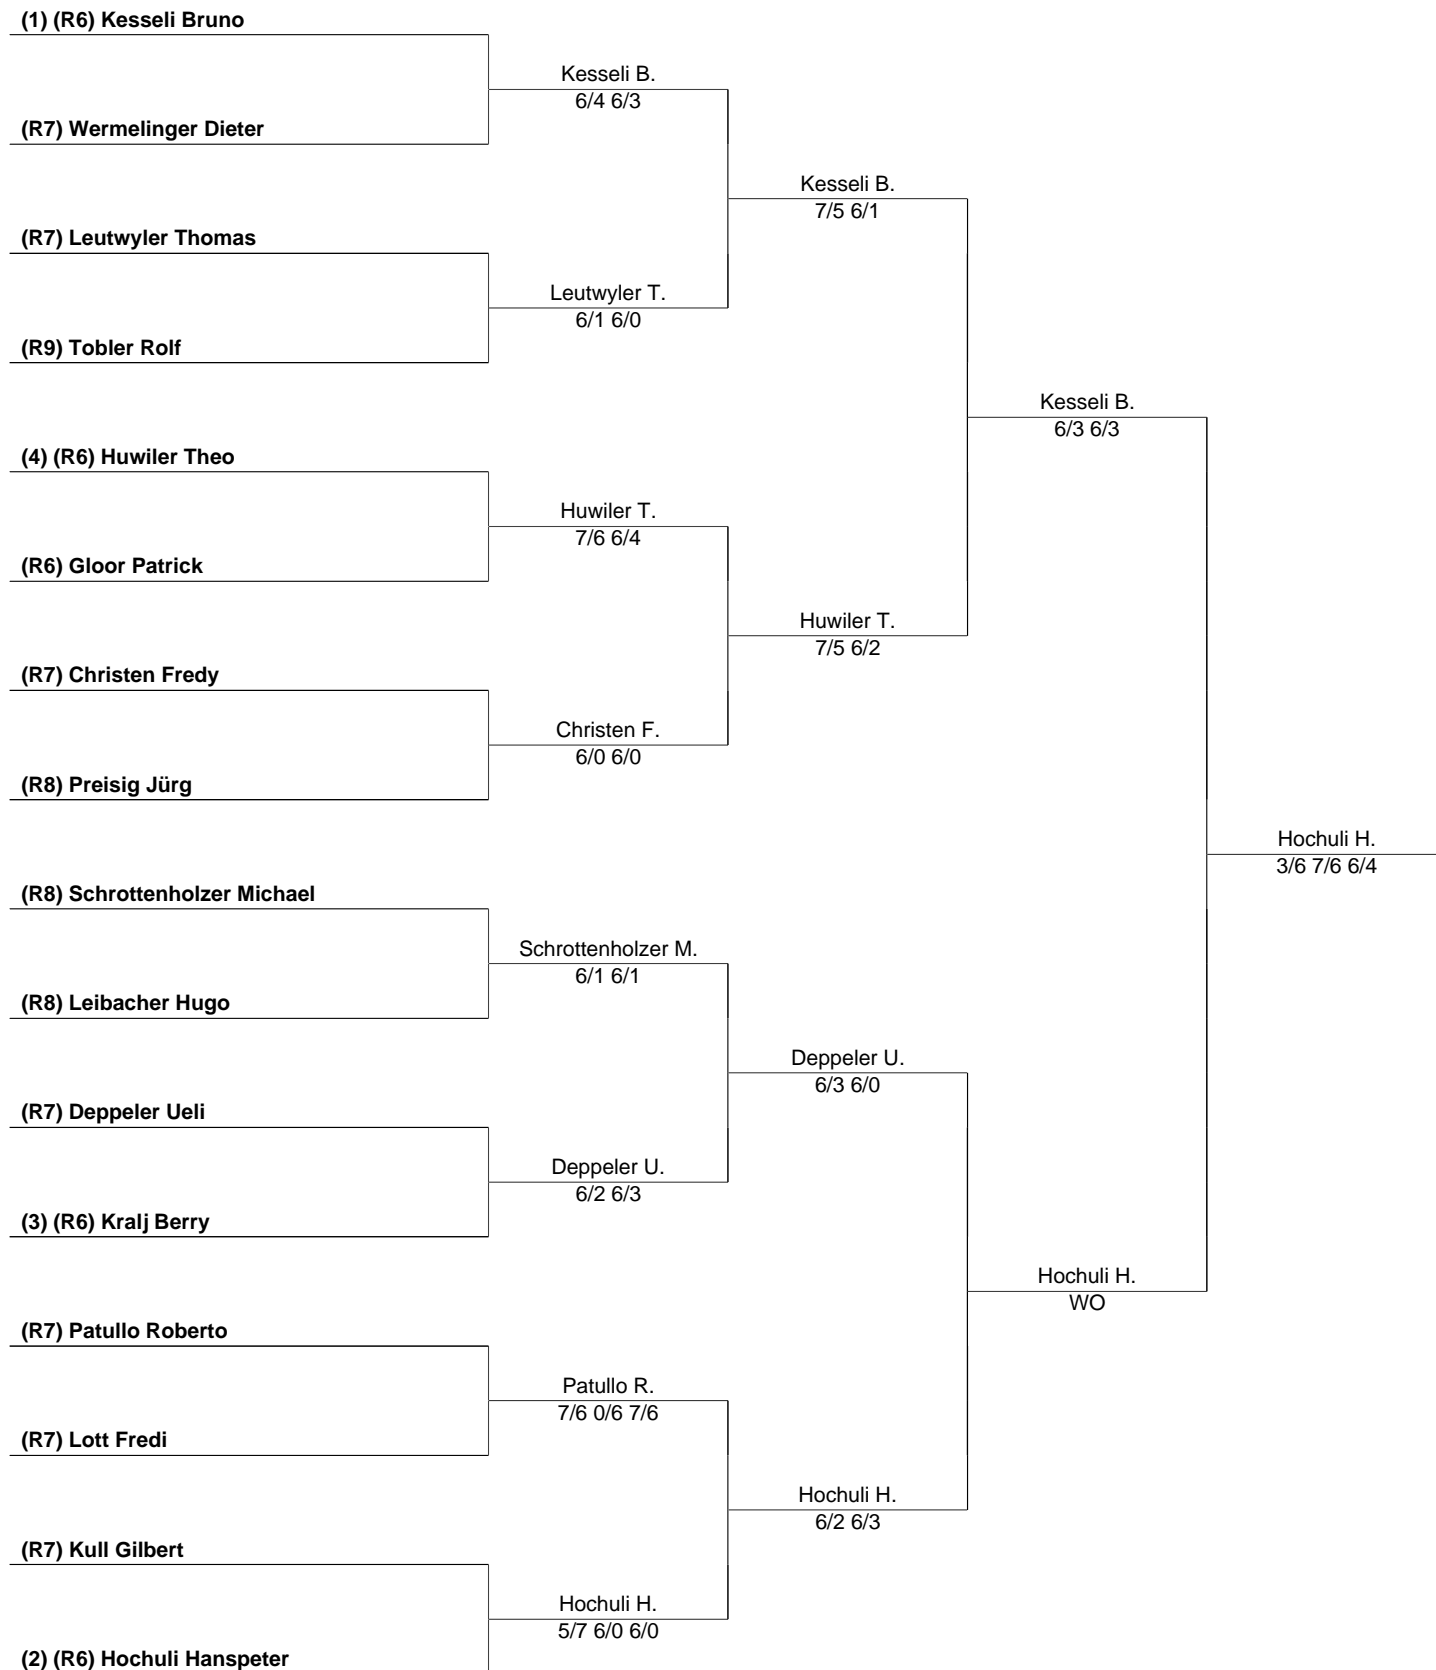 (1) (R6) Kesseli Bruno
Kesseli B.
6/4 6/3
(R7) Wermelinger Dieter
Kesseli B.
7/5 6/1
(R7) Leutwyler Thomas
Leutwyler T.
6/1 6/0
(R9) Tobler Rolf
Kesseli B.
6/3 6/3
(4) (R6) Huwiler Theo
Huwiler T.
7/6 6/4
(R6) Gloor Patrick
Huwiler T.
7/5 6/2
(R7) Christen Fredy
Christen F.
6/0 6/0
(R8) Preisig Jürg
Hochuli H.
3/6 7/6 6/4
(R8) Schrottenholzer Michael
Schrottenholzer M.
6/1 6/1
(R8) Leibacher Hugo
Deppeler U.
6/3 6/0
(R7) Deppeler Ueli
Deppeler U.
6/2 6/3
(3) (R6) Kralj Berry
Hochuli H.
WO
(R7) Patullo Roberto
Patullo R.
7/6 0/6 7/6
(R7) Lott Fredi
Hochuli H.
6/2 6/3
(R7) Kull Gilbert
Hochuli H.
5/7 6/0 6/0
(2) (R6) Hochuli Hanspeter